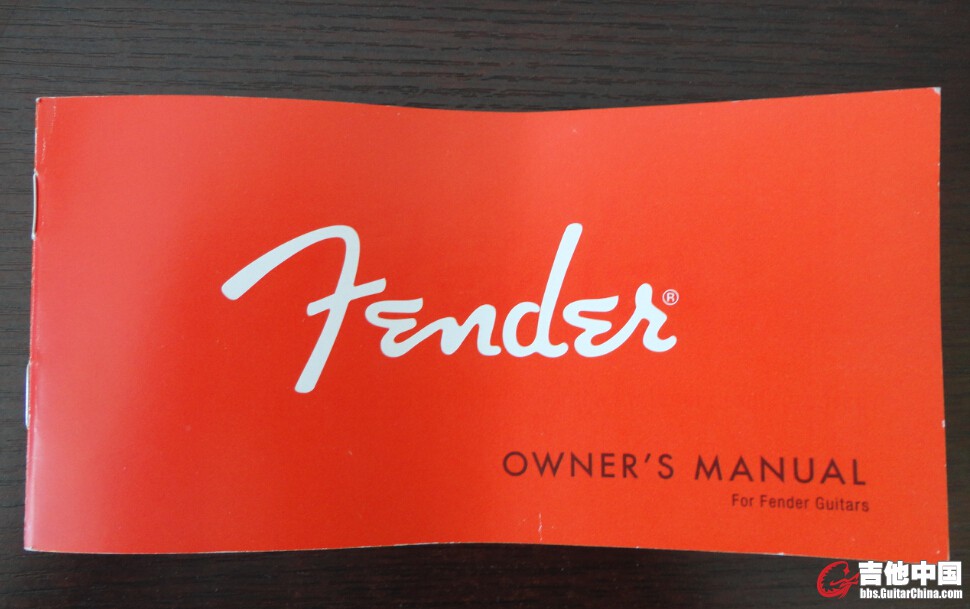 Fender®
OWNER'S MANUAL
For Fender Guitars
吉他中国
bbs.GuitarChina.com